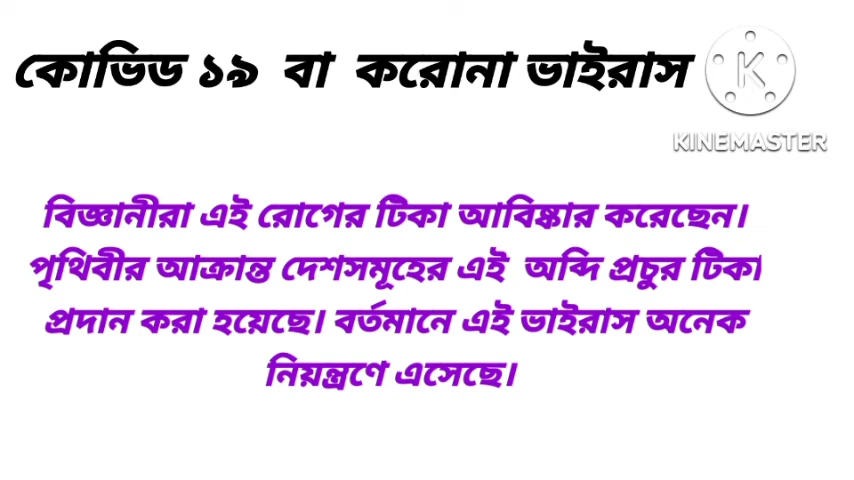 কোভিড ১৯ বা করোনা ভাইরাস
KINEMASTER
বিজ্ঞানীরা এই রোগের টিকা আবিষ্কার করেছেন।
পৃথিবীর আক্রান্ত দেশসমূহের এই অব্দি প্রচুর টিকা
প্রদান করা হয়েছে। বর্তমানে এই ভাইরাস অনেক
নিয়ন্ত্রণে এসেছে।